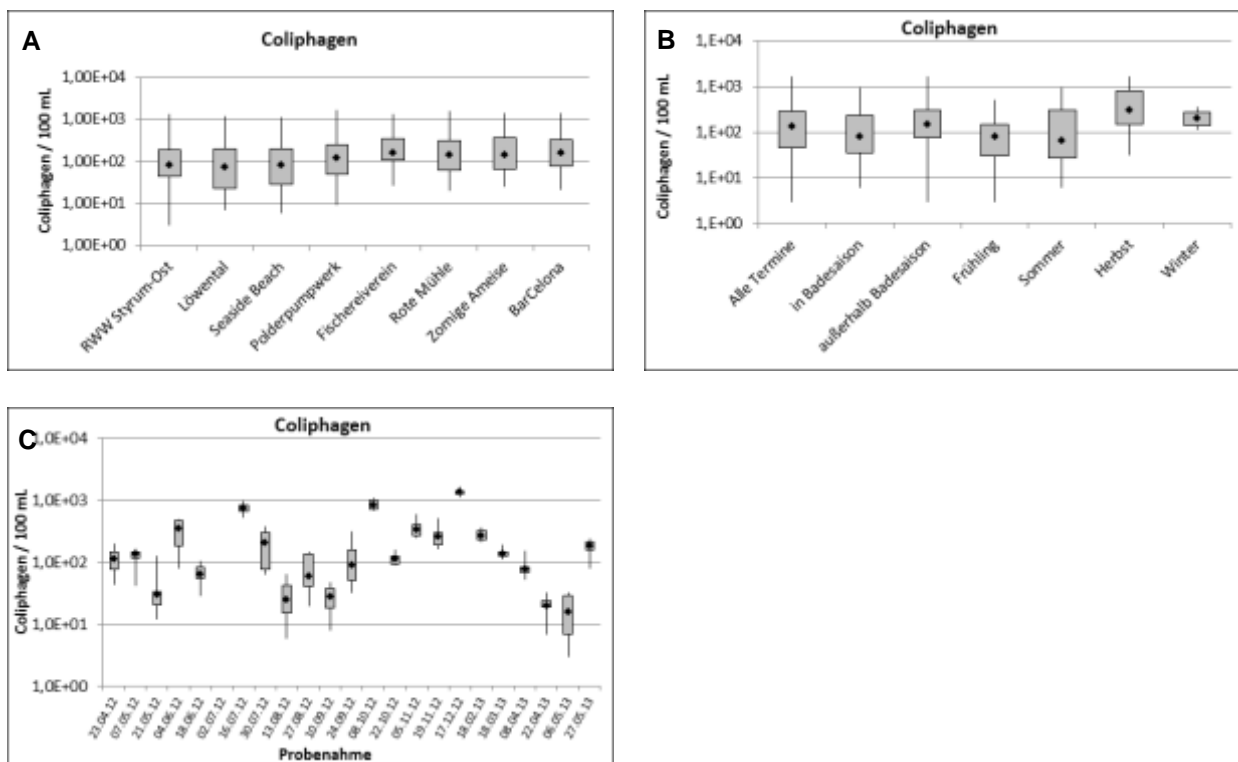 A
Coliphagen
Coliphagen / 100 mL
1,00E+04
1,00E+03
1,00E+02
1,00E+01
1,00E+00
RWW Styrum-Ost
Löwental
Seaside Beach
Polderpumpwerk
Fischereiverein
Rote Mühle
Zornige Ameise
BarCelona
B
Coliphagen
Coliphagen / 100 mL
1,E+04
1,E+03
1,E+02
1,E+01
1,E+00
Alle Termine
in Badesaison
außerhalb Badesaison
Frühling
Sommer
Herbst
Winter
C
Coliphagen
Coliphagen / 100 mL
1,0E+04
1,0E+03
1,0E+02
1,0E+01
1,0E+00
23.04.12
07.05.12
21.05.12
04.06.12
18.06.12
02.07.12
16.07.12
30.07.12
13.08.12
27.08.12
10.09.12
24.09.12
08.10.12
22.10.12
05.11.12
19.11.12
17.12.12
18.02.13
18.03.13
08.04.13
22.04.13
06.05.13
27.05.13
Probenahme